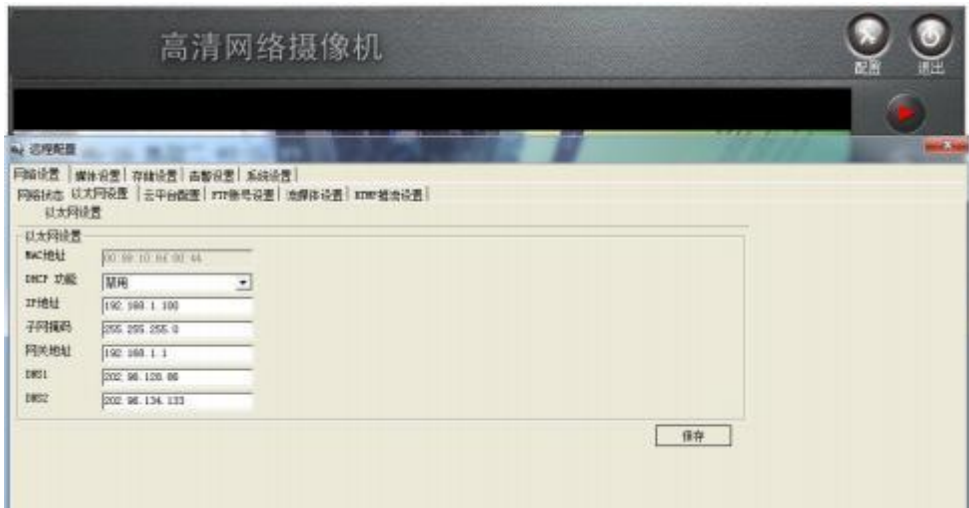 高清网络摄像机
配置 退出
远程配置
网络设置 媒体设置 存储设置 告警设置 系统设置
网络状态 以太网设置 云平台配置 FTP账号设置 流媒体设置 RTMP推流设置
以太网设置
以太网设置
MAC地址
DHCP 功能 禁用
IP地址 192.168.1.100
子网掩码 255.255.255.0
网关地址 192.168.1.1
DNS1 202.96.128.86
DNS2 202.96.134.133
保存